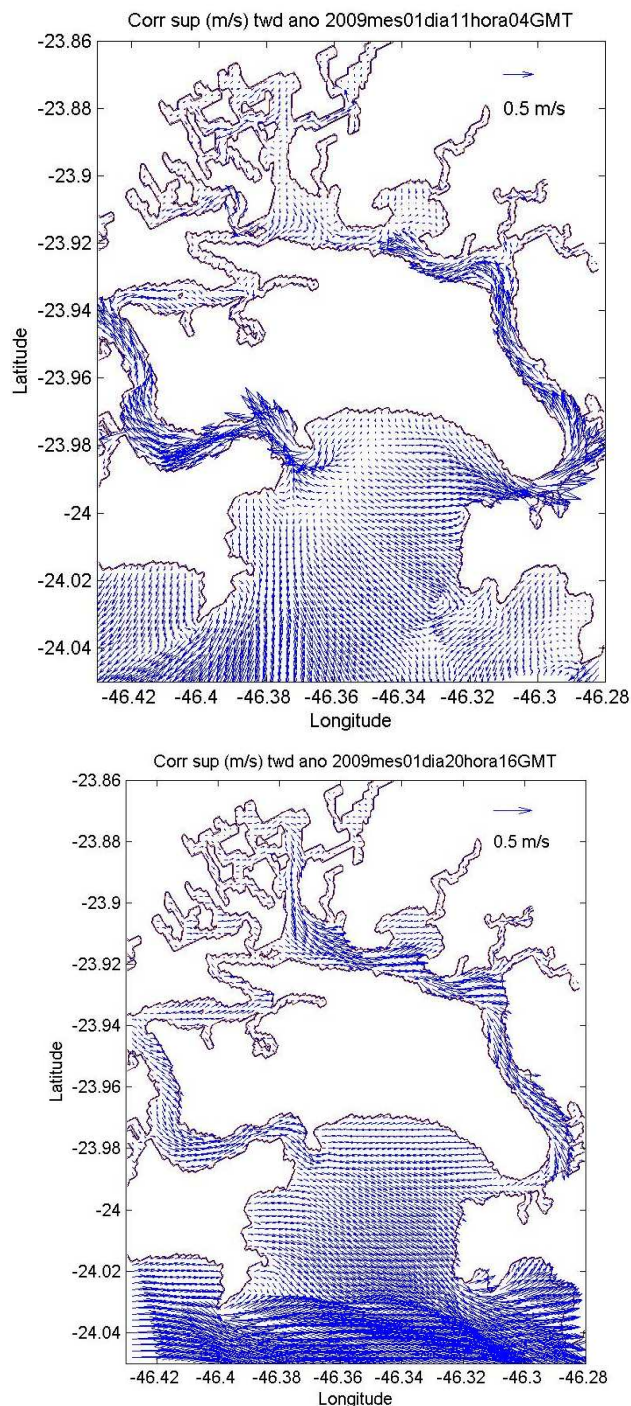 Corr sup (m/s) twd ano 2009mes01dia11hora04GMT
-23.86
0.5 m/s
-23.88
-23.9
-23.92
-23.94
-23.96
-23.98
-24
-24.02
-24.04
-46.42 -46.4 -46.38 -46.36 -46.34 -46.32 -46.3 -46.28
Latitude
Longitude
Corr sup (m/s) twd ano 2009mes01dia20hora16GMT
-23.86
0.5 m/s
-23.88
-23.9
-23.92
-23.94
-23.96
-23.98
-24
-24.02
-24.04
-46.42 -46.4 -46.38 -46.36 -46.34 -46.32 -46.3 -46.28
Latitude
Longitude